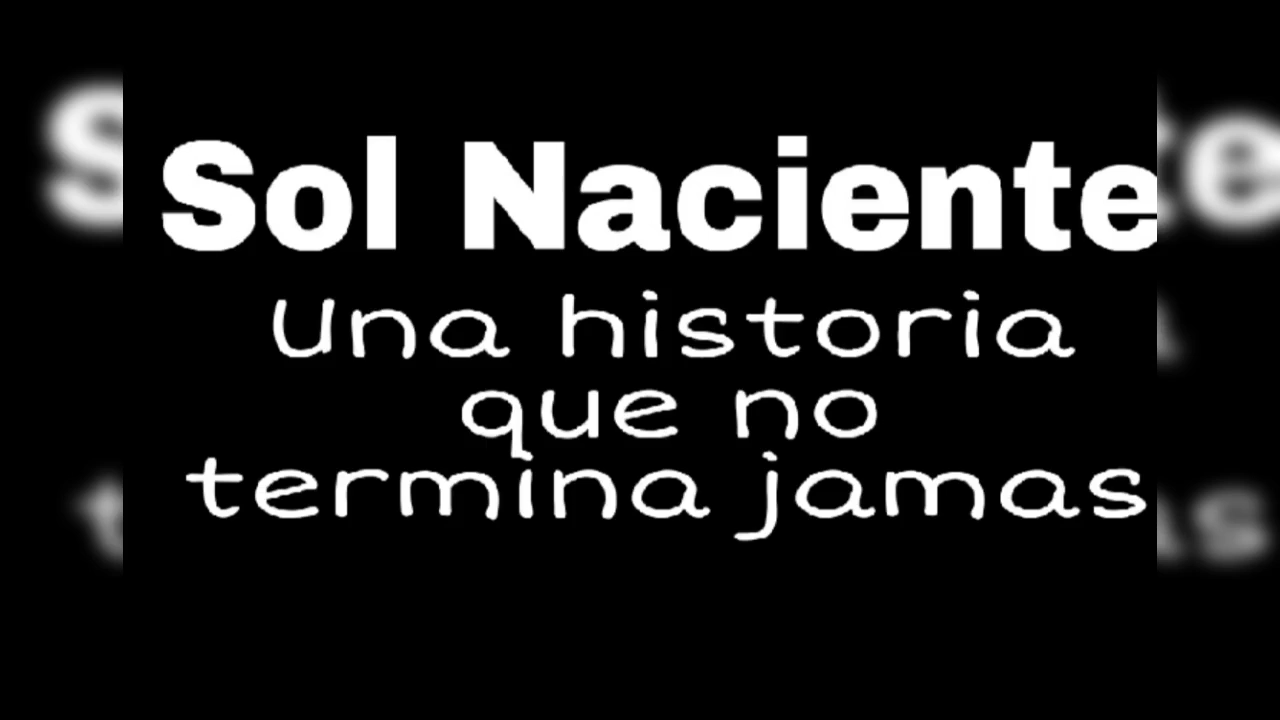 Sol Naciente
Una historia
que no
termina jamas